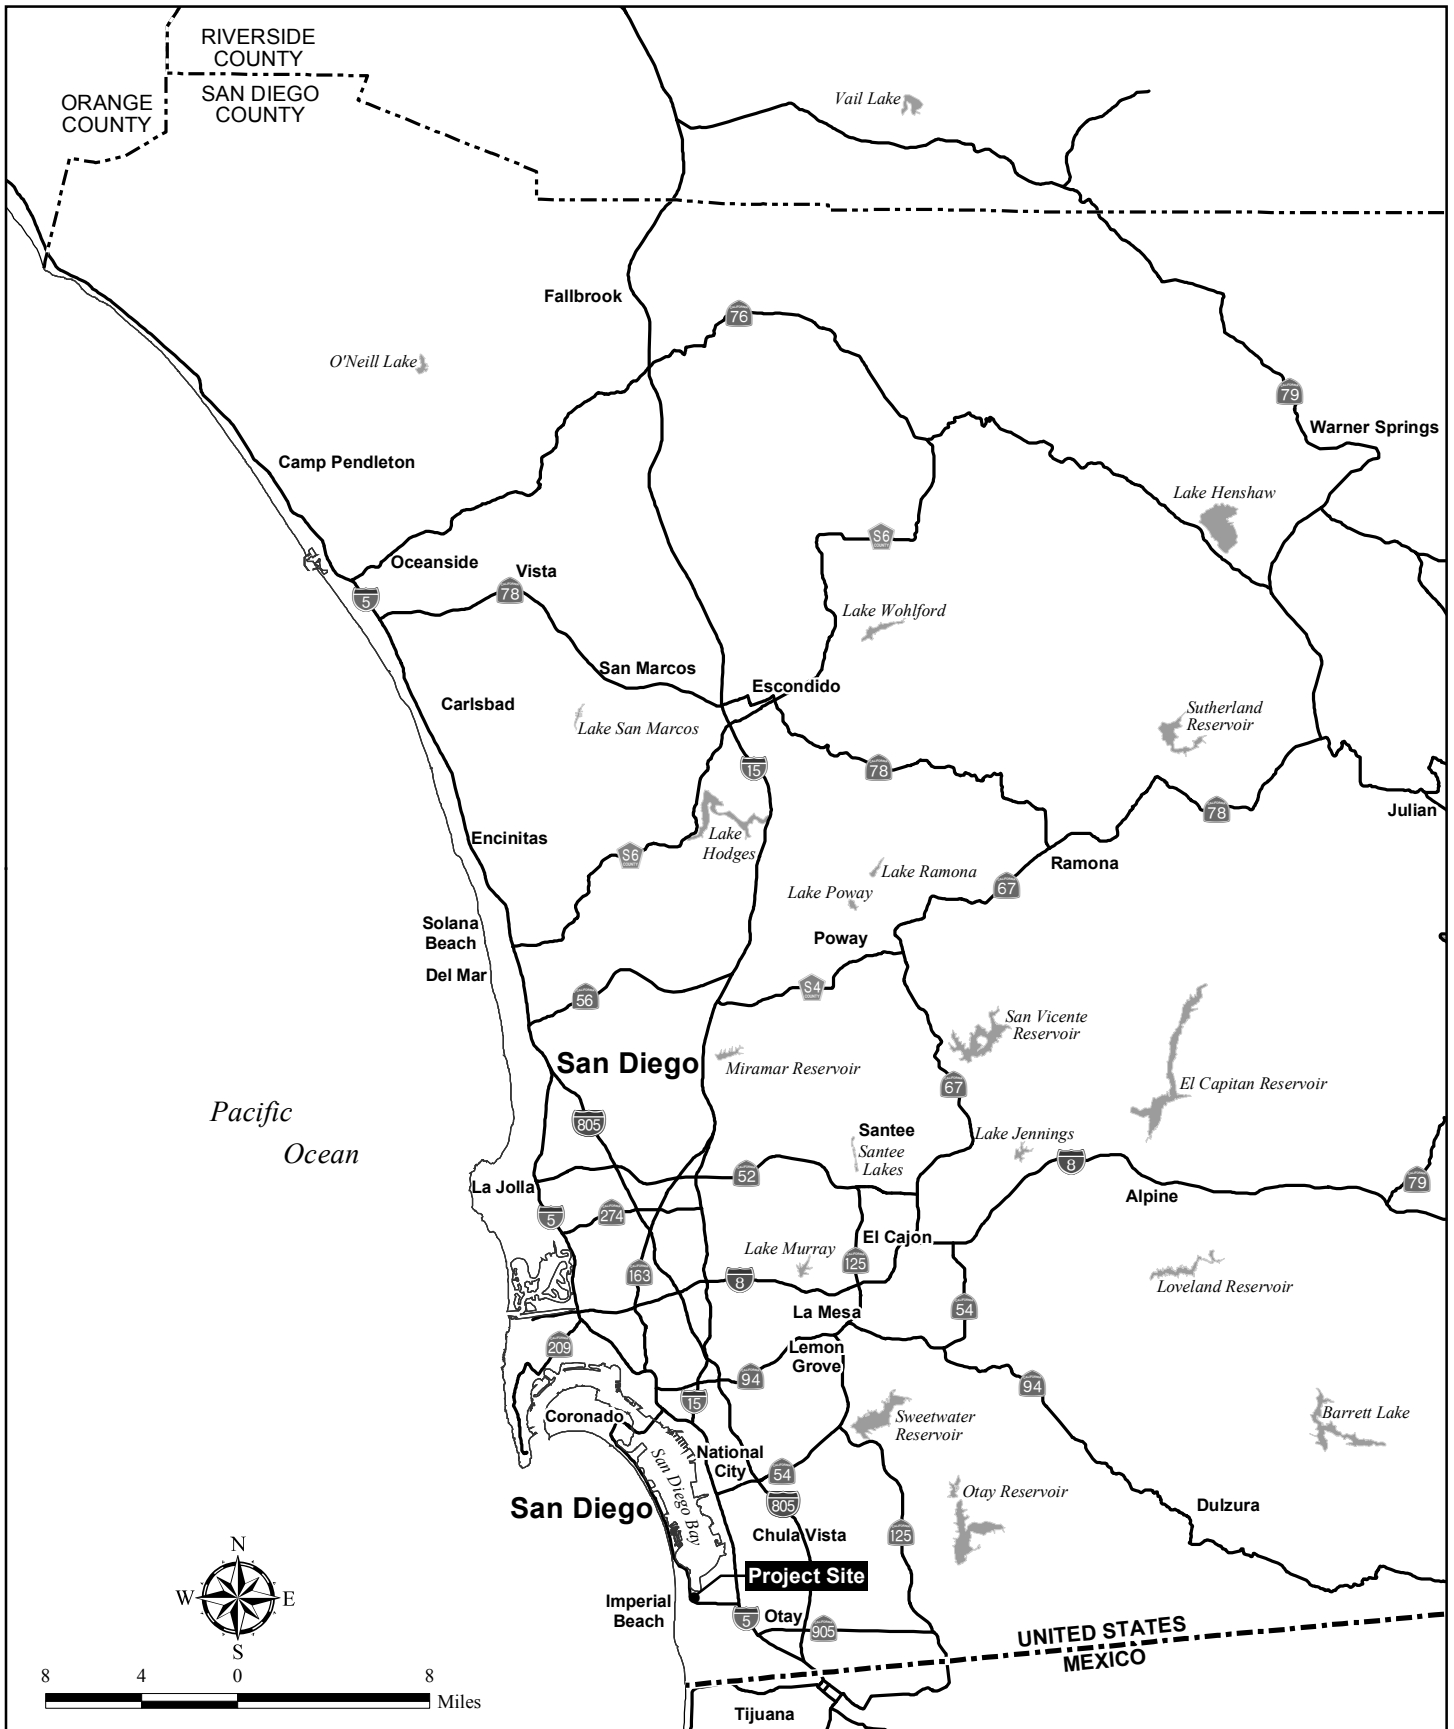 RIVERSIDE
COUNTY
ORANGE
COUNTY
SAN DIEGO
COUNTY
Vail Lake
Fallbrook
76
O'Neill Lake
79
Warner Springs
Camp Pendleton
Lake Henshaw
S6
COUNTY
Oceanside
Vista
78
5
Lake Wohlford
San Marcos
Escondido
Carlsbad
Lake San Marcos
Sutherland
Reservoir
15
78
78
Julian
Encinitas
Lake
Hodges
S6
COUNTY
Ramona
Lake Ramona
67
Lake Poway
Solana
Beach
Poway
Del Mar
56
S4
COUNTY
San Vicente
Reservoir
San Diego
Miramar Reservoir
67
El Capitan Reservoir
Pacific
Ocean
805
Santee
Santee
Lakes
Lake Jennings
8
La Jolla
52
Alpine
79
5
274
El Cajon
Lake Murray
125
163
8
Loveland Reservoir
La Mesa
54
209
Lemon
Grove
94
94
15
Coronado
Sweetwater
Reservoir
Barrett Lake
National
City
54
San Diego Bay
Otay Reservoir
San Diego
805
Chula Vista
125
Dulzura
Project Site
Imperial
Beach
5
Otay
905
UNITED STATES
MEXICO
Tijuana
N
W
E
S
8
4
0
8
Miles